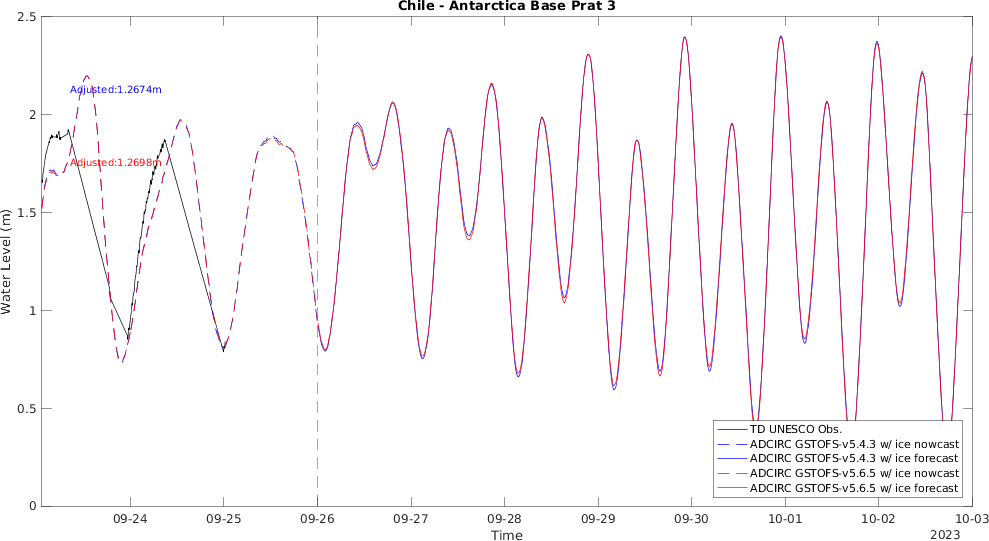 Chile - Antarctica Base Prat 3
2.5
2
1.5
1
0.5
0
Water Level (m)
Adjusted:1.2674m
Adjusted:1.2698m
TD UNESCO Obs.
ADCIRC GSTOFS-v5.4.3 w/ ice nowcast
ADCIRC GSTOFS-v5.4.3 w/ ice forecast
ADCIRC GSTOFS-v5.6.5 w/ ice nowcast
ADCIRC GSTOFS-v5.6.5 w/ ice forecast
09-24 09-25 09-26 09-27 09-28 09-29 09-30 10-01 10-02 10-03
Time
2023